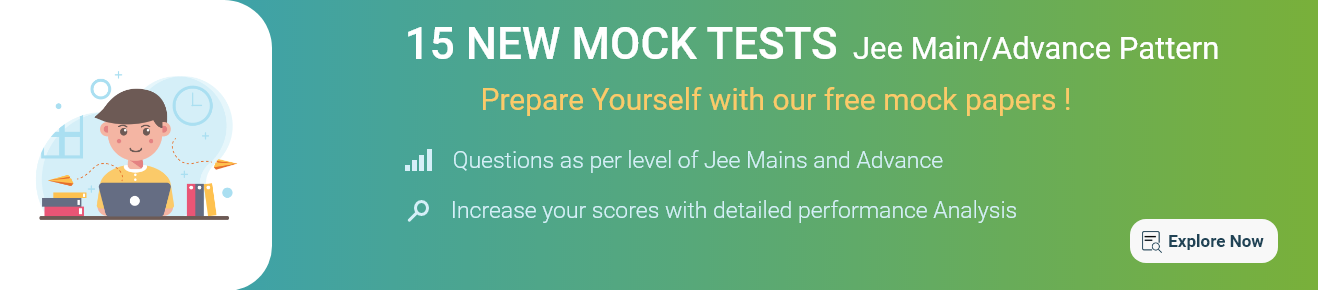 15 NEW MOCK TESTS Jee Main/Advance Pattern
Prepare Yourself with our free mock papers !
Questions as per level of Jee Mains and Advance
Increase your scores with detailed performance Analysis
Explore Now